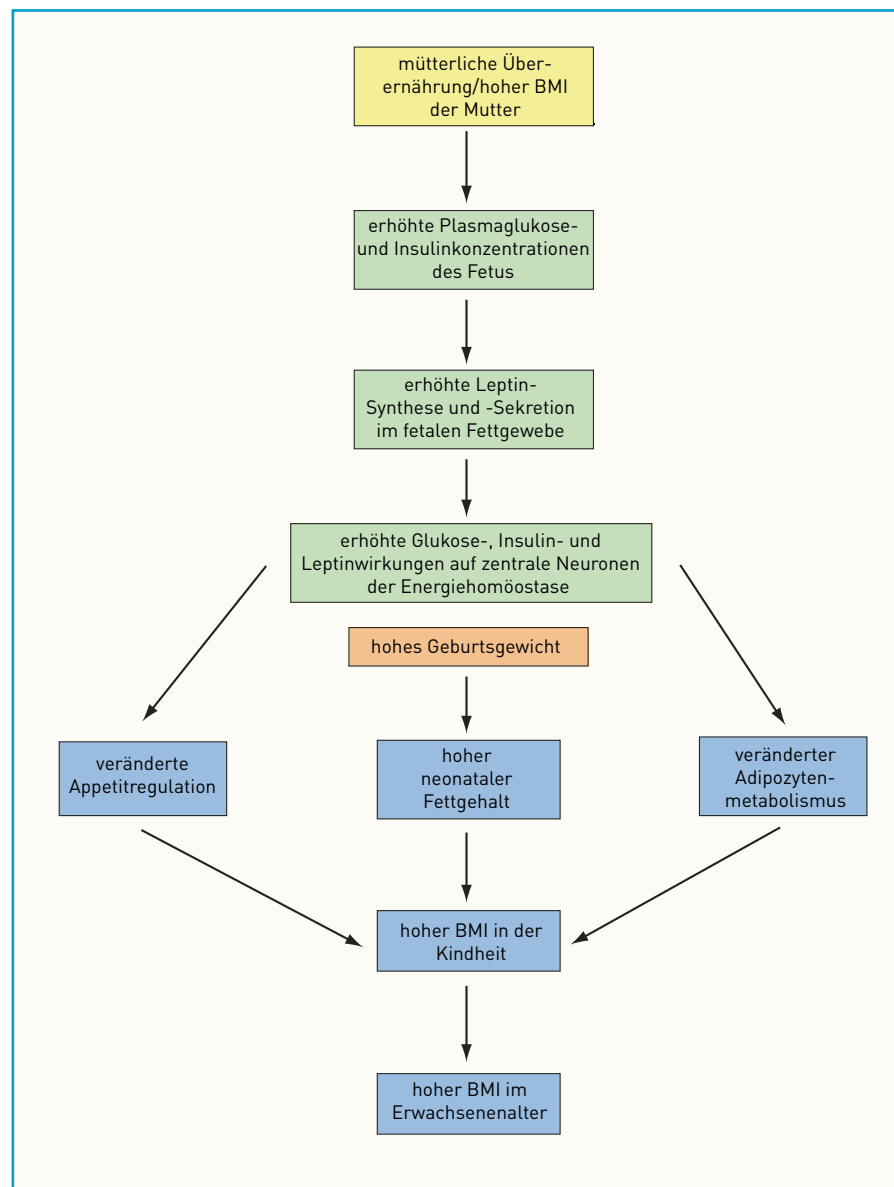 mütterliche Über-
ernährung/hoher BMI
der Mutter
erhöhte Plasmaglukose-
und Insulinkonzentrationen
des Fetus
erhöhte Leptin-
Synthese und -Sekretion
im fetalen Fettgewebe
erhöhte Glukose-, Insulin- und
Leptinwirkungen auf zentrale Neuronen
der Energiehomöostase
hohes Geburtsgewicht
veränderte
Appetitregulation
hoher
neonataler
Fettgehalt
veränderter
Adipozyten-
metabolismus
hoher BMI in der
Kindheit
hoher BMI im
Erwachsenenalter